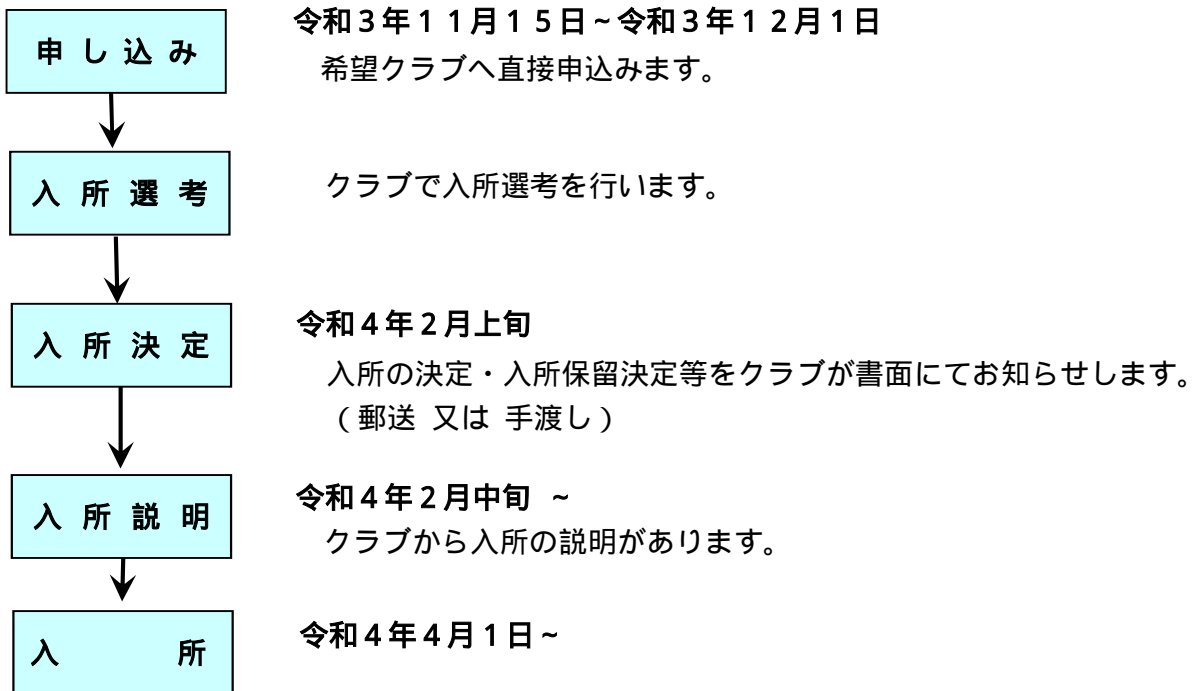 申し込み
令和３年１１月１５日~令和３年１２月１日
希望クラブへ直接申込みます。
入所選考
クラブで入所選考を行います。
入所決定
令和４年２月上旬
入所の決定・入所保留決定等をクラブが書面にてお知らせします。
（郵送 又は 手渡し）
入所説明
令和４年２月中旬 ~
クラブから入所の説明があります。
入所
令和４年４月１日~